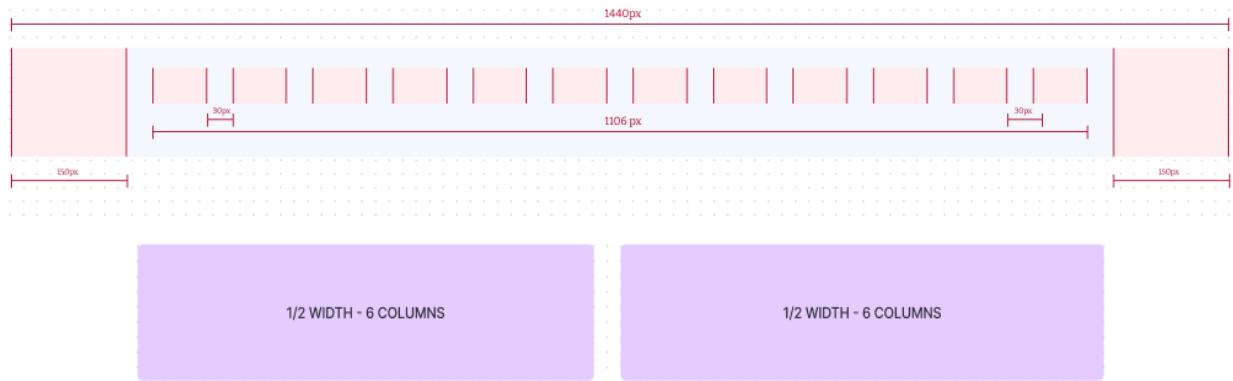 1440px
30px
30px
1106 px
150px
150px
1/2 WIDTH - 6 COLUMNS
1/2 WIDTH - 6 COLUMNS